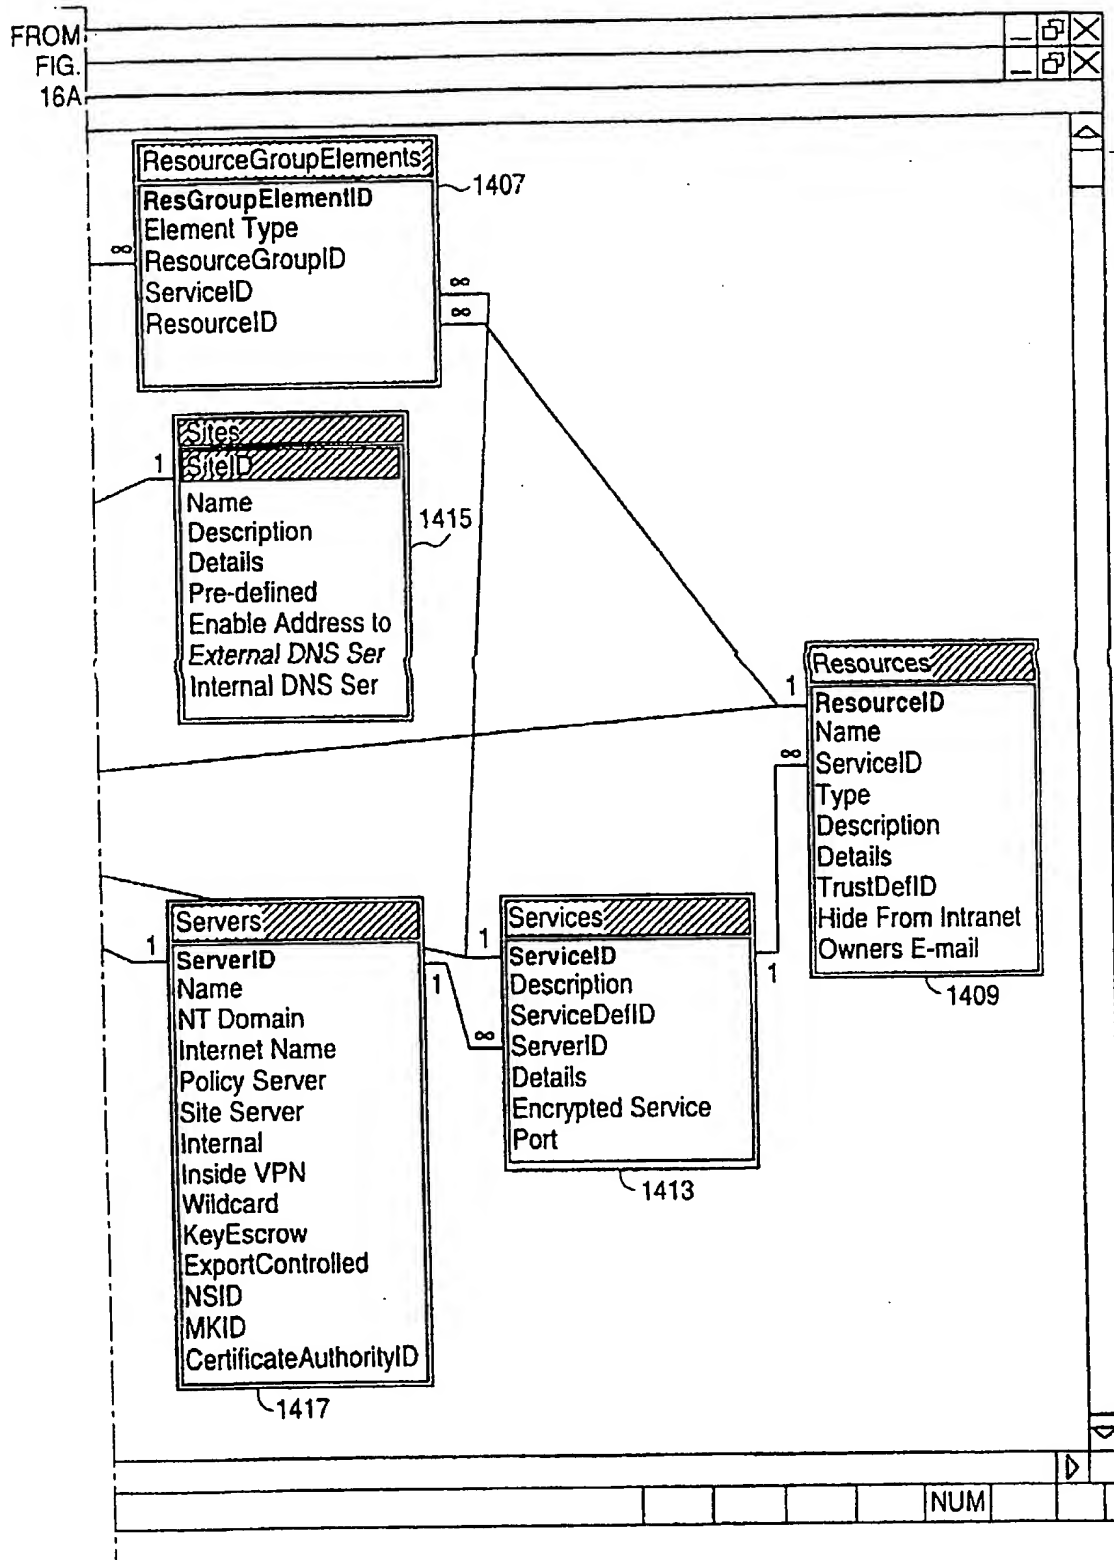 FROM
FIG.
16A
ResourceGroupElements
ResGroupElementID
Element Type
ResourceGroupID
ServiceID
ResourceID
∞
∞
∞
1407
Sites
SiteID
Name
Description
Details
Pre-defined
Enable Address to
External DNS Ser
Internal DNS Ser
1
1415
Resources
ResourceID
Name
ServiceID
Type
Description
Details
TrustDefID
Hide From Intranet
Owners E-mail
1
∞
1409
Servers
ServerID
Name
NT Domain
Internet Name
Policy Server
Site Server
Internal
Inside VPN
Wildcard
KeyEscrow
ExportControlled
NSID
MKID
CertificateAuthorityID
1
1
1417
Services
ServiceID
Description
ServiceDefID
ServerID
Details
Encrypted Service
Port
1
∞
1
1413
NUM